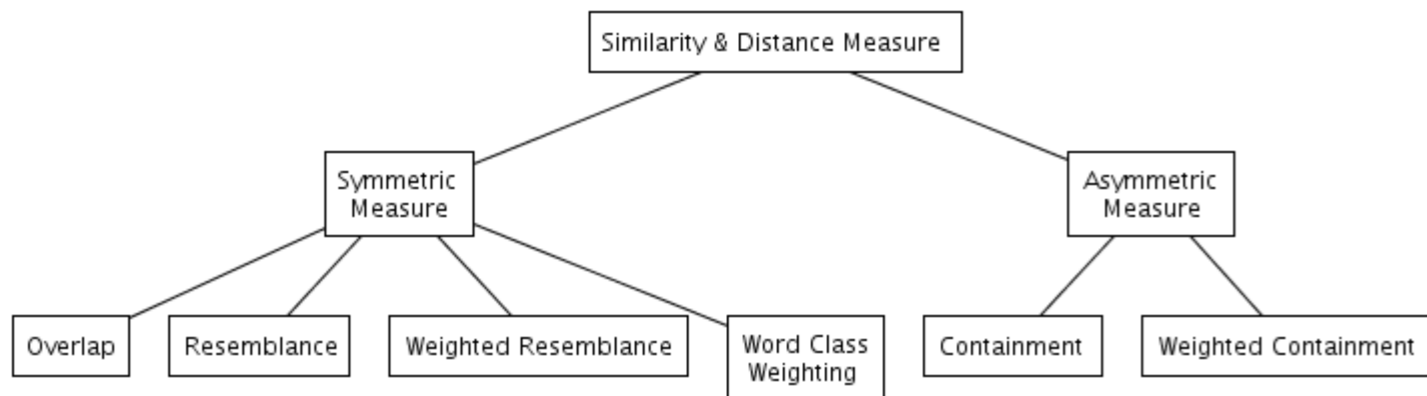 Similarity & Distance Measure
Symmetric
Measure
Asymmetric
Measure
Overlap
Resemblance
Weighted Resemblance
Word Class
Weighting
Containment
Weighted Containment